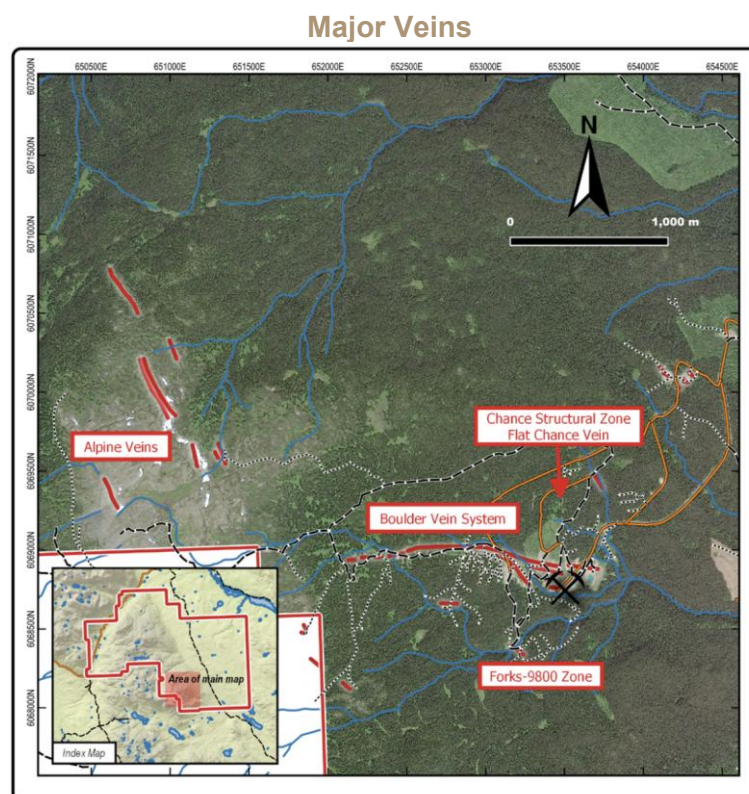 Major Veins
650500E 651000E 651500E 652000E 652500E 653000E 653500E 654000E 654500E
6072000N
6071500N
6071000N
6070500N
6070000N
6069500N
6069000N
6068500N
6068000N
N
0 1,000 m
Chance Structural Zone
Flat Chance Vein
Alpine Veins
Boulder Vein System
Forks-9800 Zone
Area of main map
Index Map